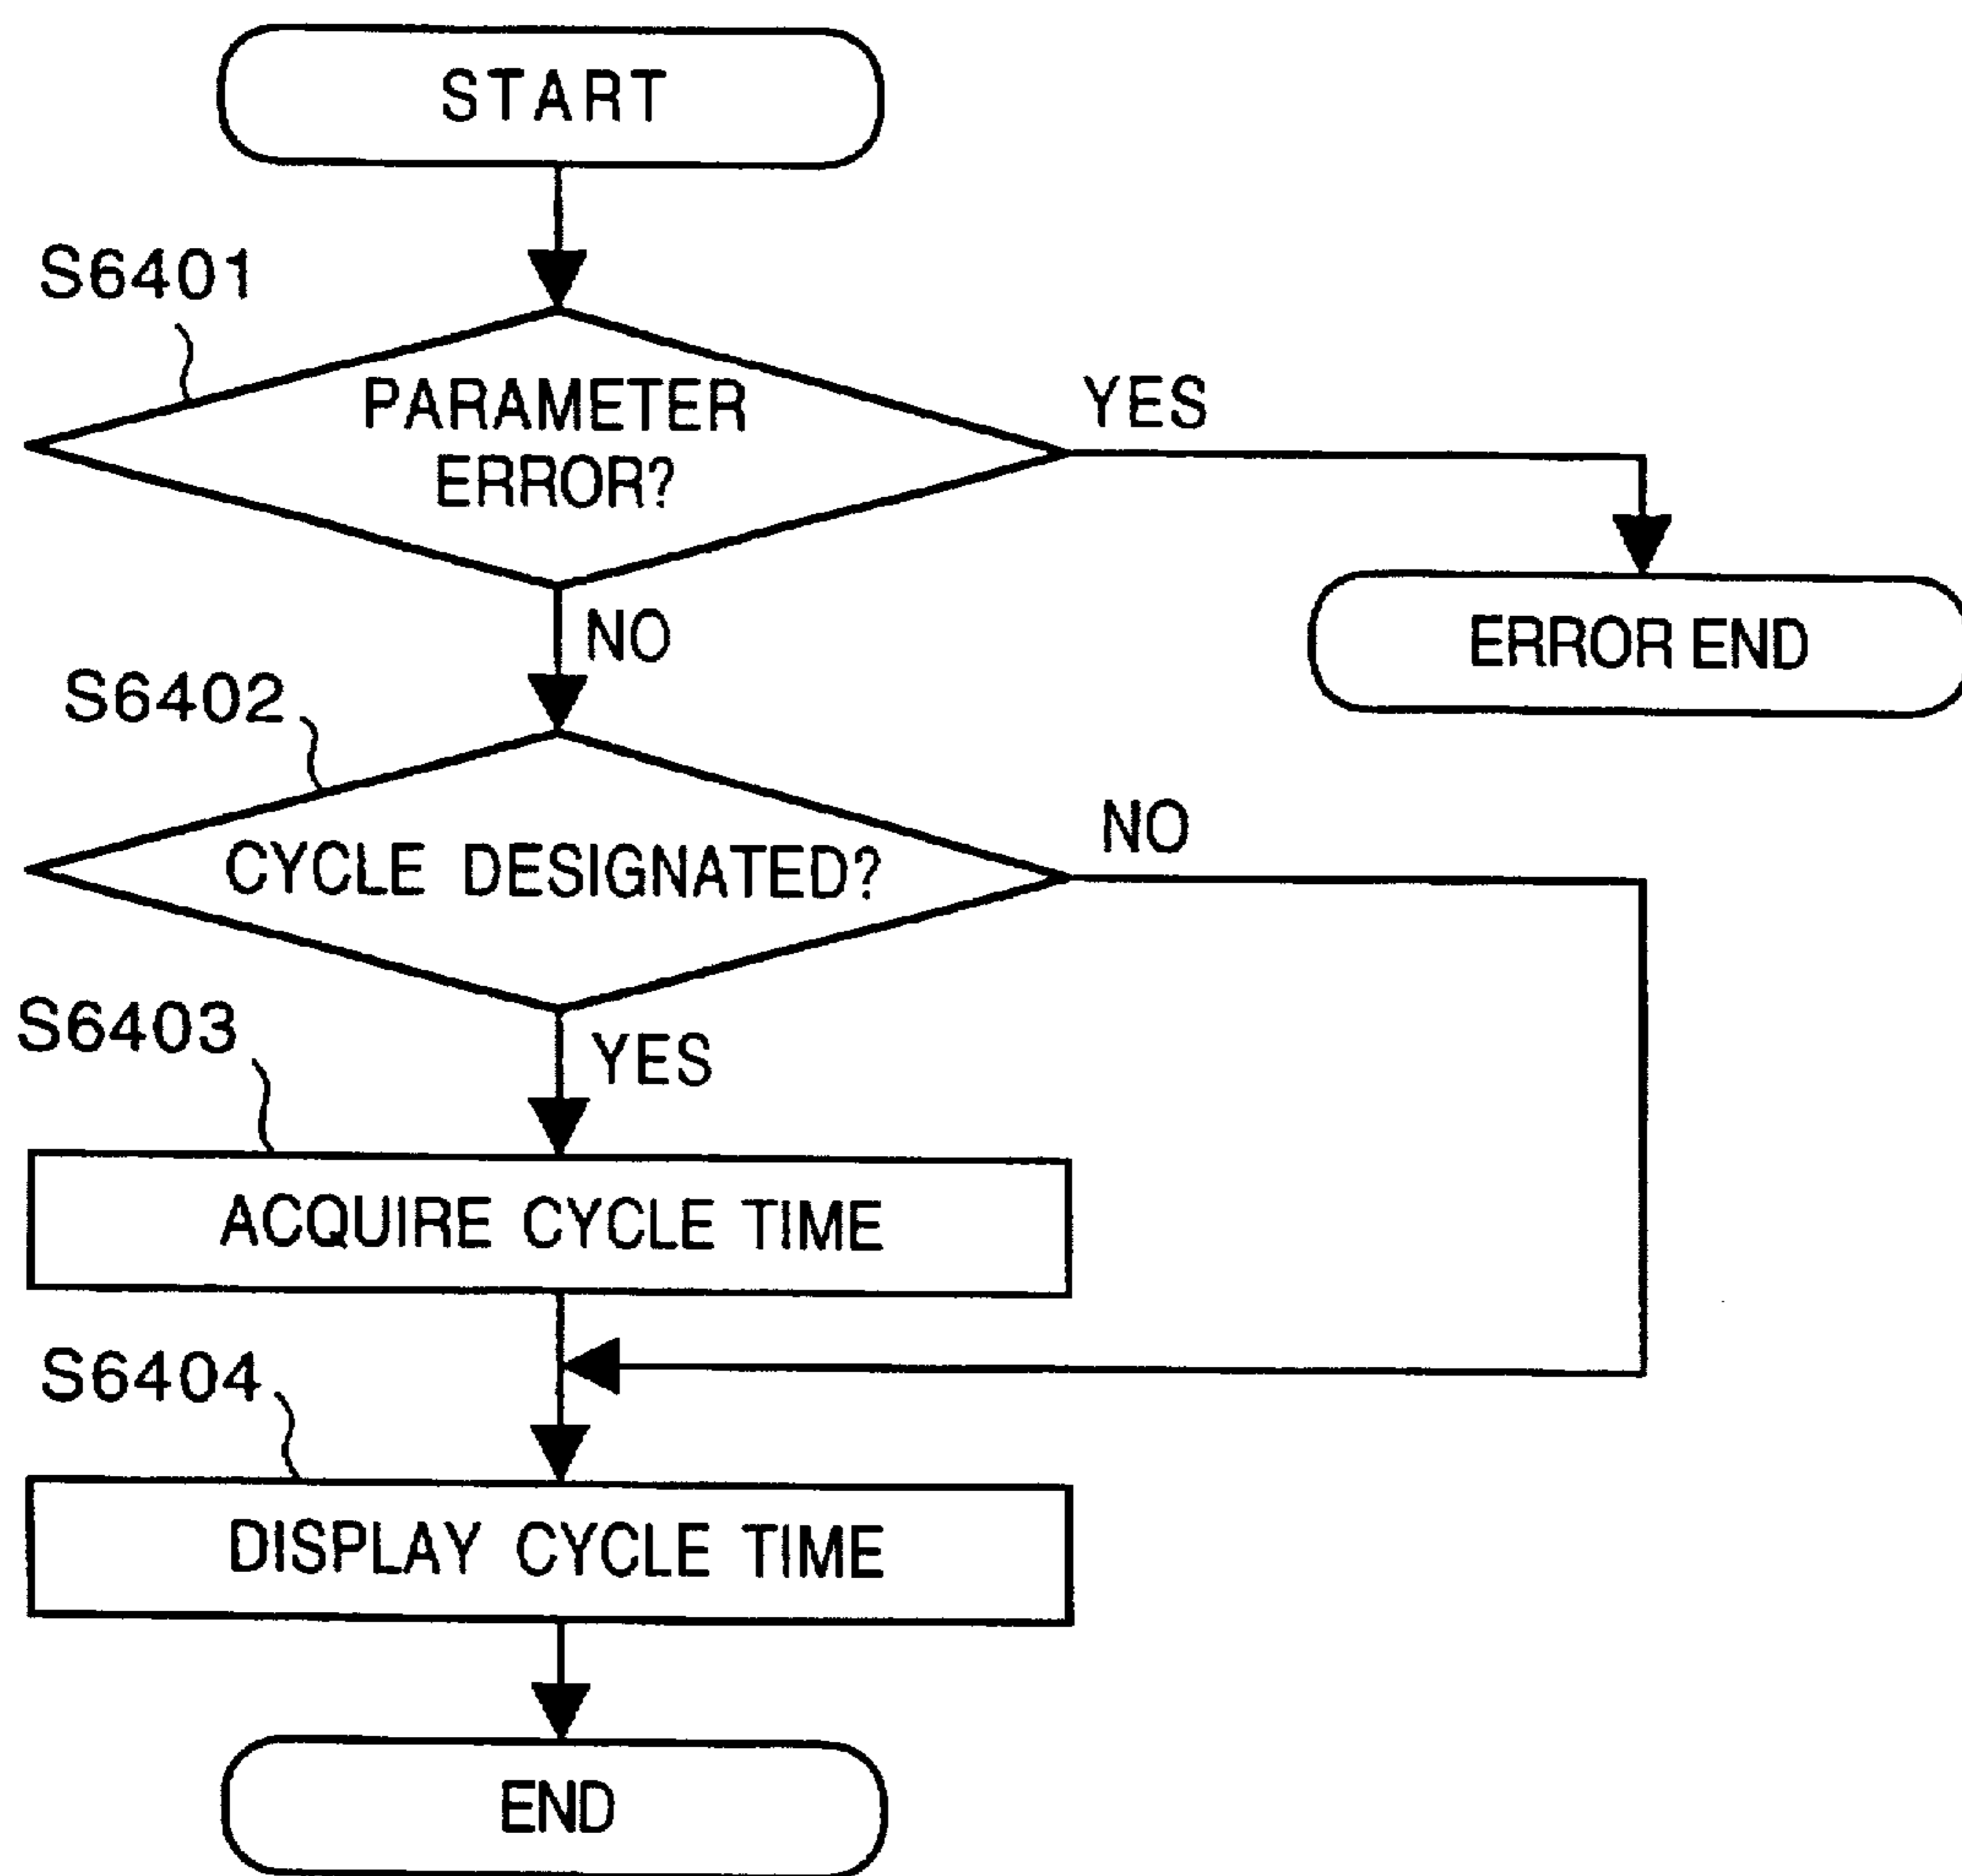 START
S6401
PARAMETER
ERROR?
YES
NO
ERROR END
S6402
CYCLE DESIGNATED?
NO
S6403
YES
ACQUIRE CYCLE TIME
S6404
DISPLAY CYCLE TIME
END